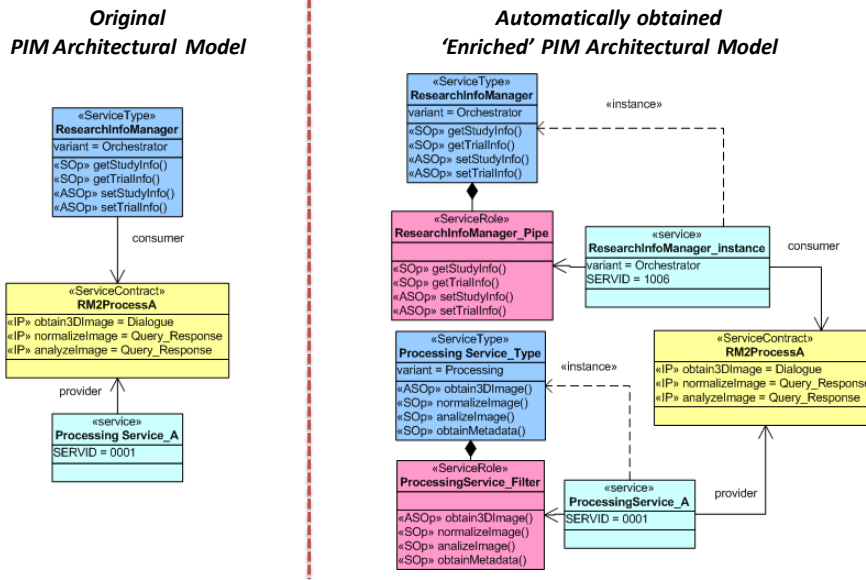 Original
PIM Architectural Model
«ServiceType»
ResearchInfoManager
variant = Orchestrator
«SOp» getStudyInfo()
«SOp» getTrialInfo()
«ASOp» setStudyInfo()
«ASOp» setTrialInfo()
consumer
«ServiceContract»
RM2ProcessA
«IP» obtain3DImage = Dialogue
«IP» normalizeImage = Query_Response
«IP» analyzeImage = Query_Response
provider
«service»
Processing Service_A
SERVID = 0001
Automatically obtained
‘Enriched’ PIM Architectural Model
«ServiceType»
ResearchInfoManager
variant = Orchestrator
«SOp» getStudyInfo()
«SOp» getTrialInfo()
«ASOp» setStudyInfo()
«ASOp» setTrialInfo()
«instance»
«ServiceRole»
ResearchInfoManager_Pipe
«SOp» getStudyInfo()
«SOp» getTrialInfo()
«ASOp» setStudyInfo()
«ASOp» setTrialInfo()
«service»
ResearchInfoManager_instance
variant = Orchestrator
SERVID = 1006
consumer
«ServiceType»
Processing Service_Type
variant = Processing
«ASOp» obtain3DImage()
«SOp» normalizeImage()
«SOp» analizeImage()
«SOp» obtainMetadata()
«instance»
«ServiceContract»
RM2ProcessA
«IP» obtain3DImage = Dialogue
«IP» normalizeImage = Query_Response
«IP» analyzeImage = Query_Response
«ServiceRole»
ProcessingService_Filter
«ASOp» obtain3DImage()
«SOp» normalizeImage()
«SOp» analizeImage()
«SOp» obtainMetadata()
«service»
ProcessingService_A
SERVID = 0001
provider